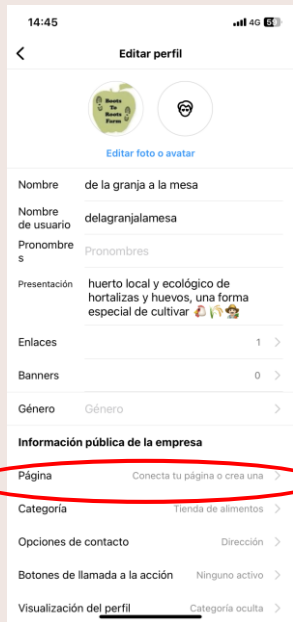 14:45 4G 5
Editar perfil
Roots
To
Roots
Farm
Editar foto o avatar
Nombre de la granja a la mesa
Nombre
de usuario delagranjalamesa
Pronombre
s Pronombres
Presentación huerto local y ecológico de
hortalizas y huevos, una forma
especial de cultivar
Enlaces 1
Banners 0
Género Género
Información pública de la empresa
Página Conecta tu página o crea una
Categoría Tienda de alimentos
Opciones de contacto Dirección
Botones de llamada a la acción Ninguno activo
Visualización del perfil Categoría oculta